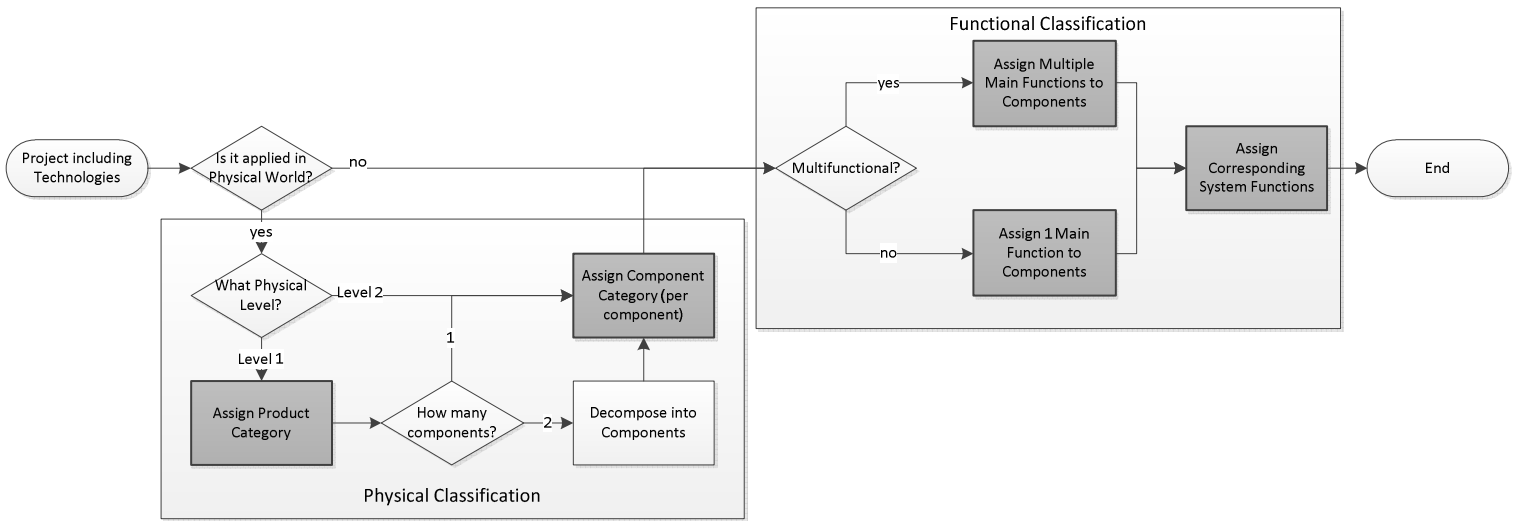 Functional Classification
Assign Multiple
Main Functions to
Components
yes
Project including
Technologies
Is it applied in
Physical World?
no
Multifunctional?
Assign
Corresponding
System Functions
End
yes
no
Assign 1 Main
Function to
Components
What Physical
Level?
Level 2
Assign Component
Category (per
component)
1
Level 1
Assign Product
Category
How many
components?
2
Decompose into
Components
Physical Classification